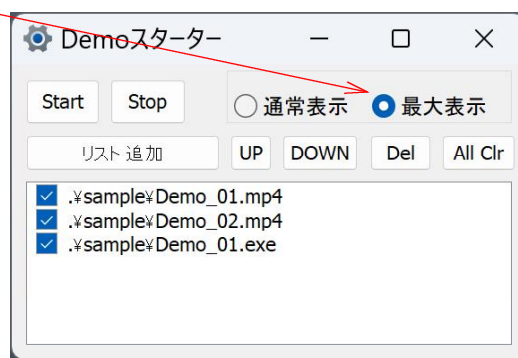 Demoスターター
Start Stop 通常表示 最大表示
リスト追加 UP DOWN Del All Clr
.¥sample¥Demo_01.mp4
.¥sample¥Demo_02.mp4
.¥sample¥Demo_01.exe